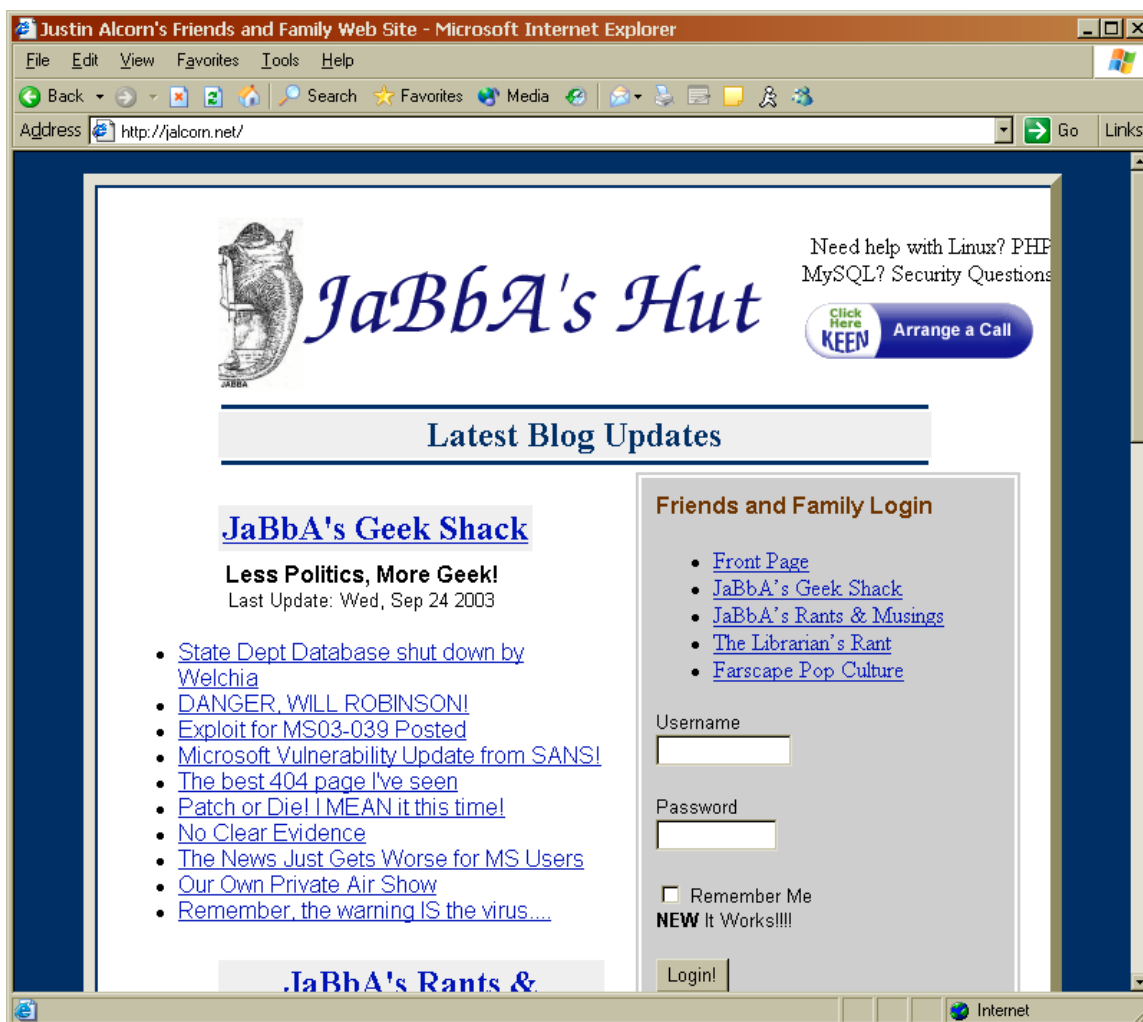 Justin Alcorn's Friends and Family Web Site - Microsoft Internet Explorer
File Edit View Favorites Tools Help
Back Search Favorites Media
Address http://jalcorn.net/ Go Links
JABBA
JaBbA's Hut
Need help with Linux? PHP
MySQL? Security Questions
Click Here KEEN Arrange a Call
Latest Blog Updates
JaBbA's Geek Shack
Less Politics, More Geek!
Last Update: Wed, Sep 24 2003
State Dept Database shut down by
Welchia
DANGER, WILL ROBINSON!
Exploit for MS03-039 Posted
Microsoft Vulnerability Update from SANS!
The best 404 page I've seen
Patch or Die! I MEAN it this time!
No Clear Evidence
The News Just Gets Worse for MS Users
Our Own Private Air Show
Remember, the warning IS the virus....
JaBbA's Rants &
Friends and Family Login
Front Page
JaBbA's Geek Shack
JaBbA's Rants & Musings
The Librarian's Rant
Farscape Pop Culture
Username
Password
Remember Me
NEW It Works!!!!
Login!
Internet